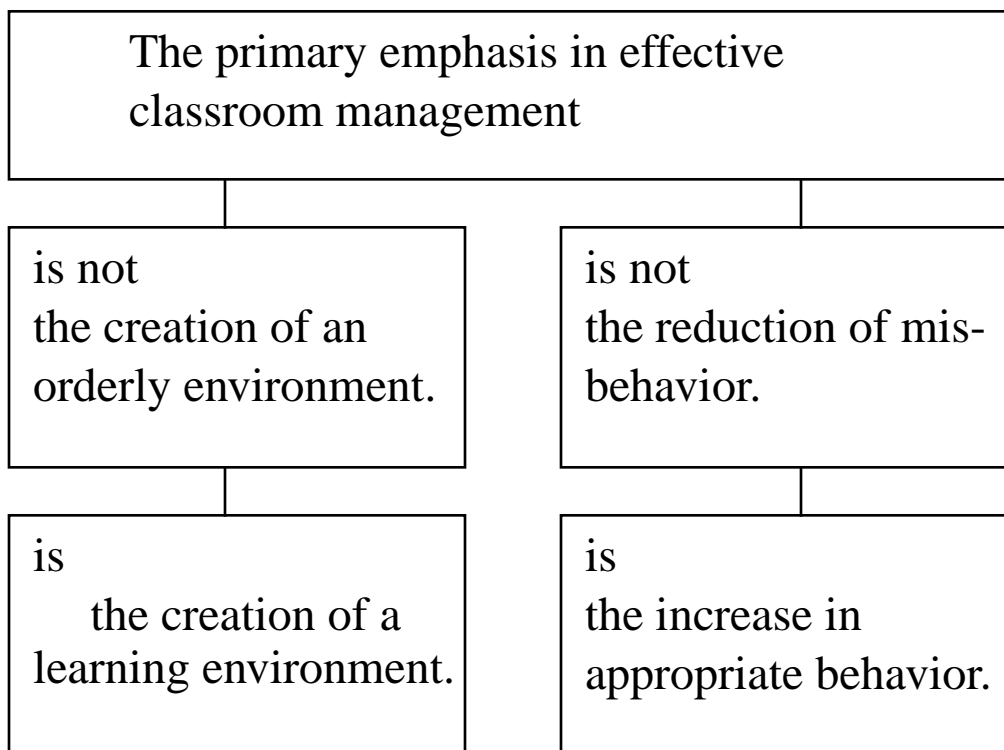 The primary emphasis in effective
classroom management
is not
the creation of an
orderly environment.
is not
the reduction of mis-
behavior.
is
the creation of a
learning environment.
is
the increase in
appropriate behavior.